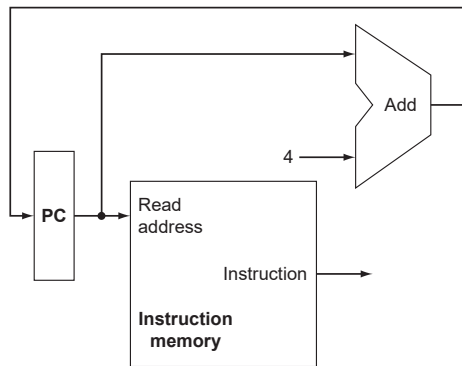 Add
4
PC
Read
address
Instruction
Instruction
memory